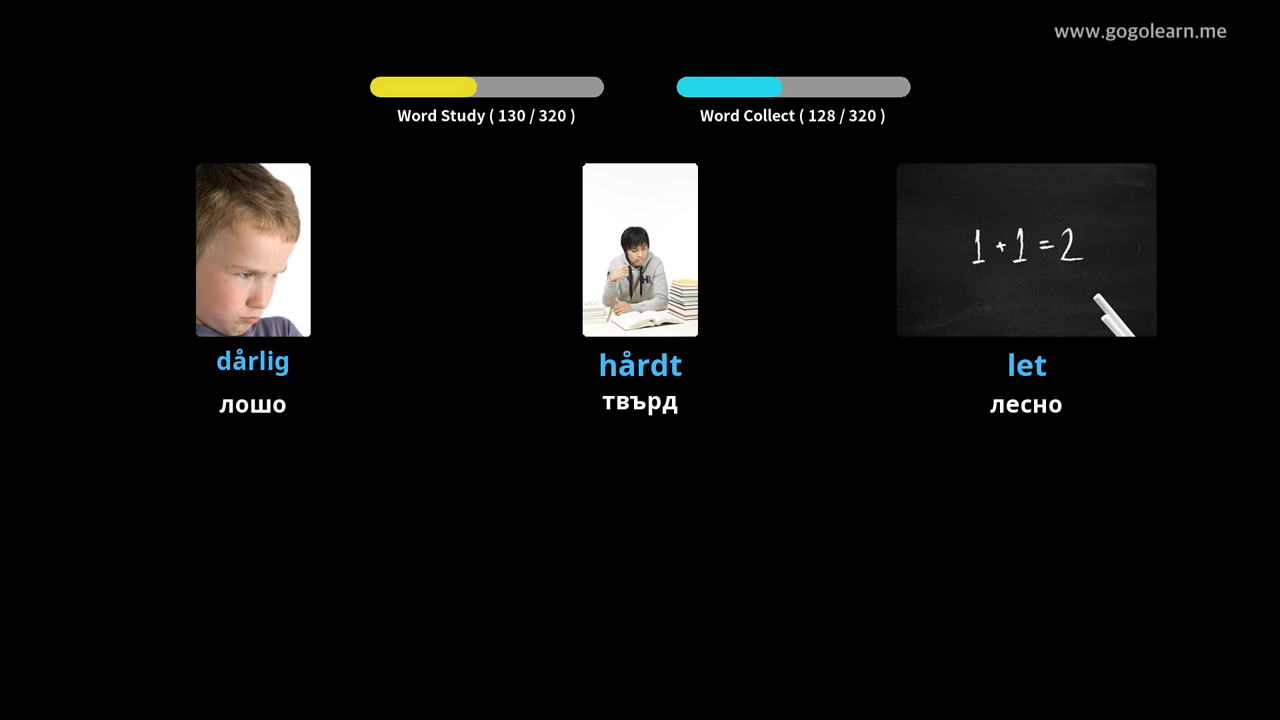 www.gogolearn.me
Word Study ( 130 / 320 )
Word Collect ( 128 / 320 )
1 + 1 = 2
dårlig
hårdt
let
лошо
твърд
лесно